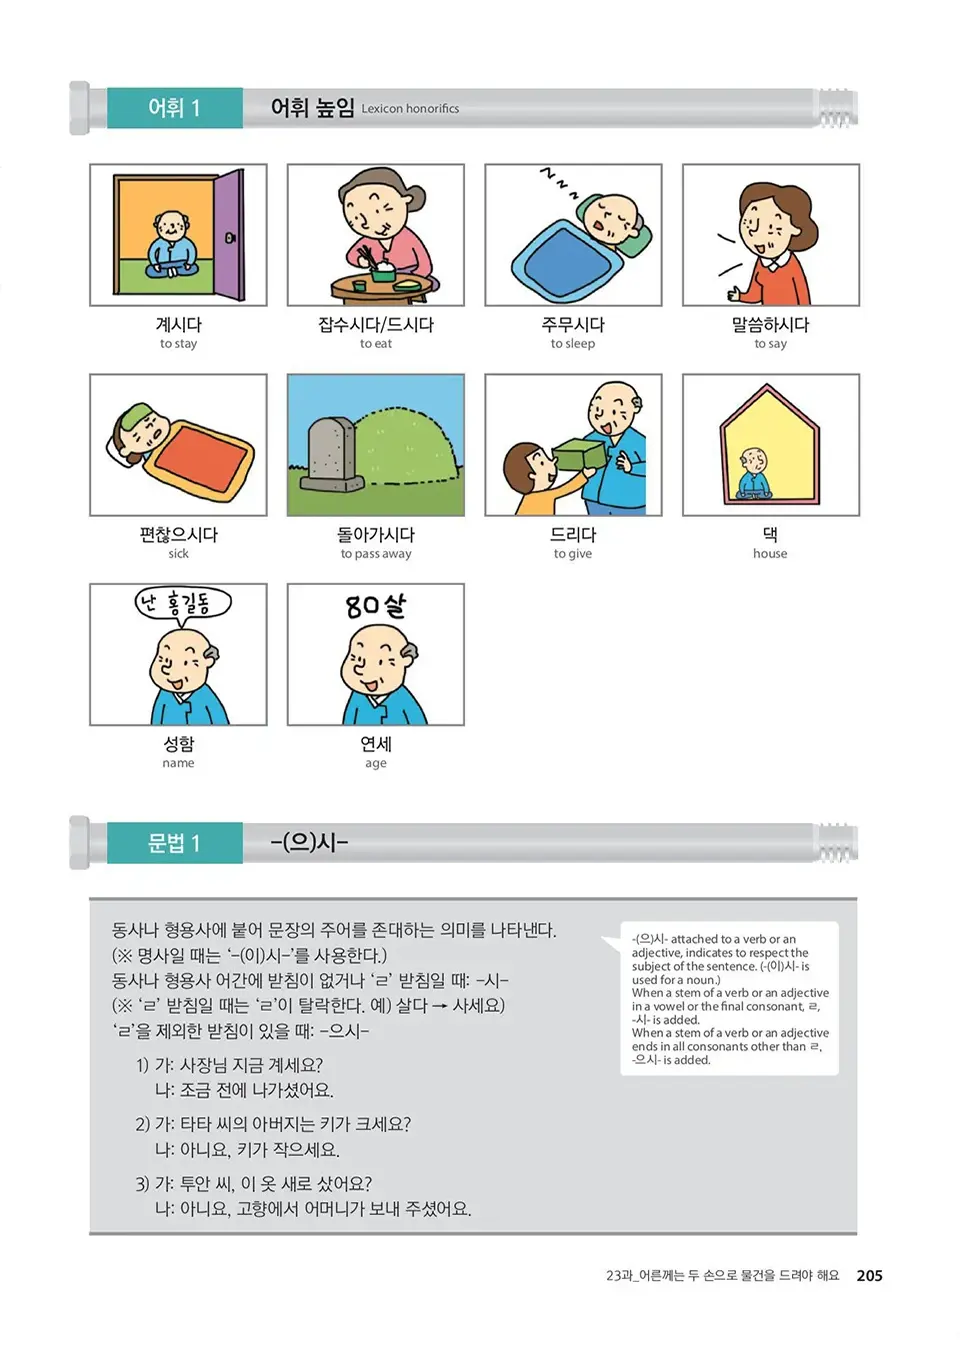 어휘 1
어휘 높임 Lexicon honorifics
계시다
to stay
잡수시다/드시다
to eat
주무시다
to sleep
말씀하시다
to say
편찮으시다
sick
돌아가시다
to pass away
드리다
to give
댁
house
난 홍길동
성함
name
80살
연세
age
문법 1
–(으)시–
동사나 형용사에 붙어 문장의 주어를 존대하는 의미를 나타낸다.
(※ 명사일 때는 ‘–(이)시–’를 사용한다.)
동사나 형용사 어간에 받침이 없거나 ‘ㄹ’ 받침일 때: –시–
(※ ‘ㄹ’ 받침일 때는 ‘ㄹ’이 탈락한다. 예) 살다 → 사세요)
‘ㄹ’을 제외한 받침이 있을 때: –으시–
-(으)시- attached to a verb or an
adjective, indicates to respect the
subject of the sentence. (-(이)시- is
used for a noun.)
When a stem of a verb or an adjective
in a vowel or the final consonant, ㄹ,
-시- is added.
When a stem of a verb or an adjective
ends in all consonants other than ㄹ,
-으시- is added.
1) 가: 사장님 지금 계세요?
나: 조금 전에 나가셨어요.
2) 가: 타타 씨의 아버지는 키가 크세요?
나: 아니요, 키가 작으세요.
3) 가: 투안 씨, 이 옷 새로 샀어요?
나: 아니요, 고향에서 어머니가 보내 주셨어요.
23과_어른께는 두 손으로 물건을 드려야 해요 205